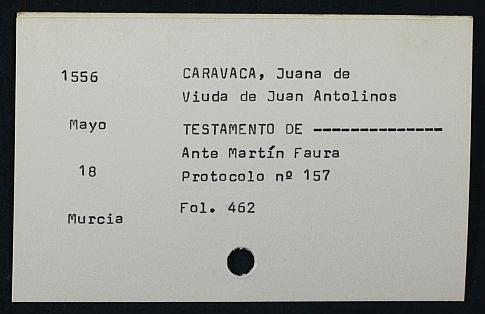 1556
CARAVACA, Juana de
Viuda de Juan Antolinos
Mayo
TESTAMENTO DE --------------
Ante Martín Faura
18
Protocolo nº 157
Fol. 462
Murcia